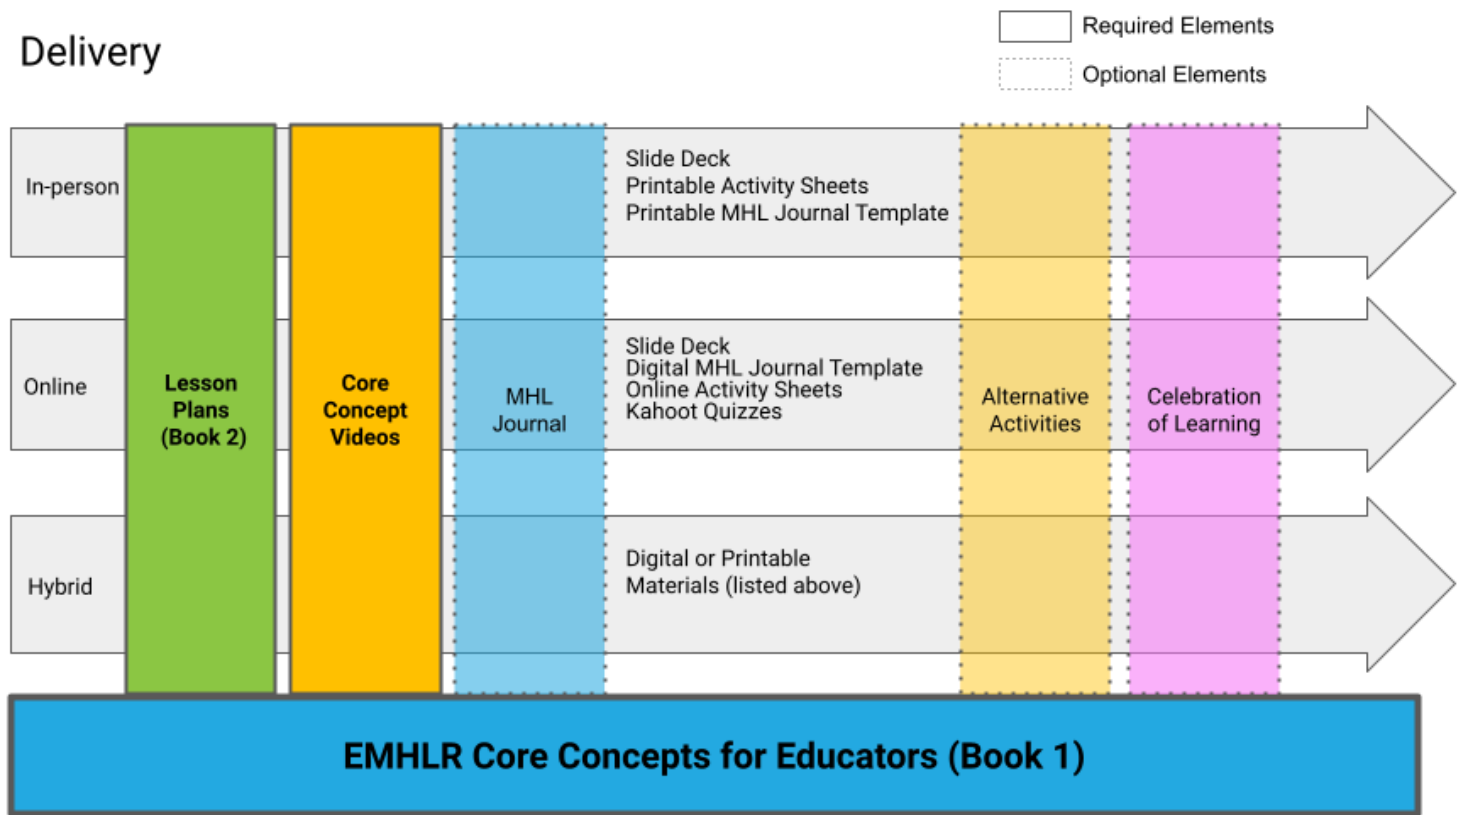 Delivery
Required Elements
Optional Elements
In-person
Slide Deck
Printable Activity Sheets
Printable MHL Journal Template
Online
Lesson
Plans
(Book 2)
Core
Concept
Videos
MHL
Journal
Slide Deck
Digital MHL Journal Template
Online Activity Sheets
Kahoot Quizzes
Alternative
Activities
Celebration
of Learning
Hybrid
Digital or Printable
Materials (listed above)
EMHLR Core Concepts for Educators (Book 1)